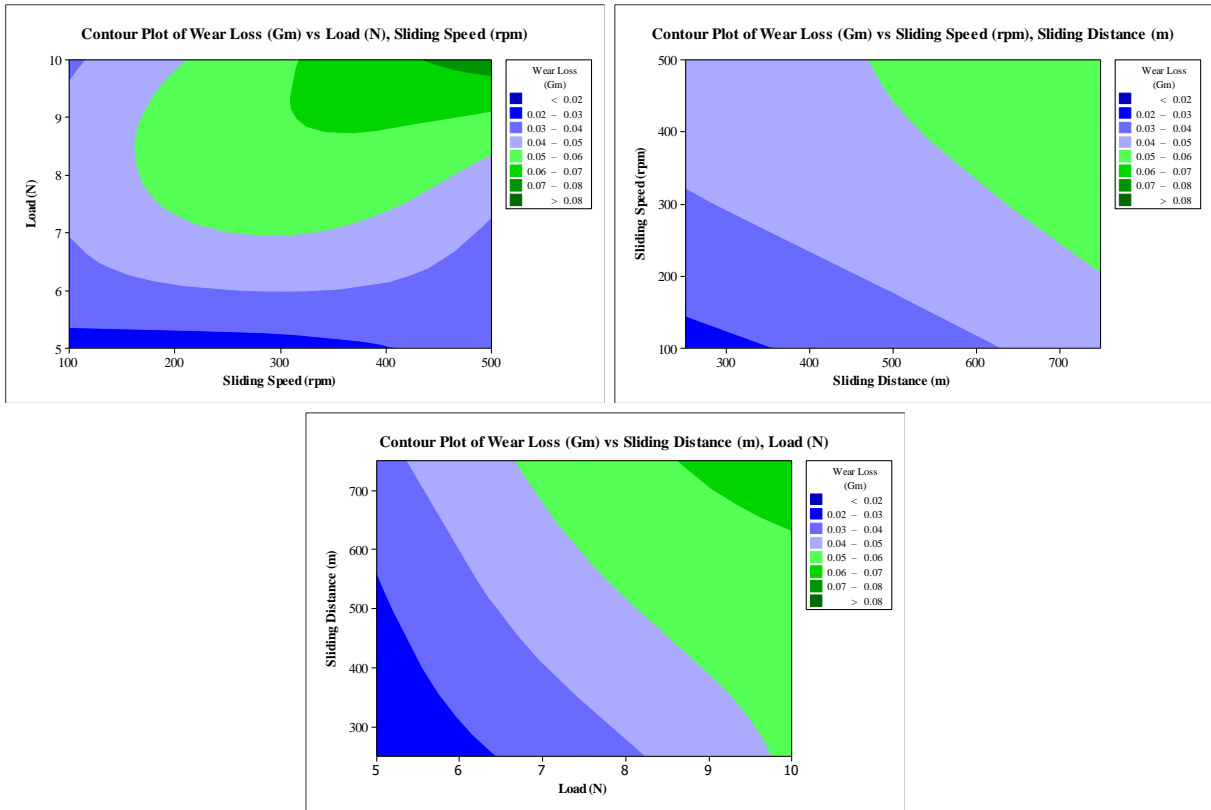 Contour Plot of Wear Loss (Gm) vs Load (N), Sliding Speed (rpm)
10
9
8
7
6
5
Load (N)
100 200 300 400 500
Sliding Speed (rpm)
Wear Loss
(Gm)
< 0.02
0.02 – 0.03
0.03 – 0.04
0.04 – 0.05
0.05 – 0.06
0.06 – 0.07
0.07 – 0.08
> 0.08
Contour Plot of Wear Loss (Gm) vs Sliding Speed (rpm), Sliding Distance (m)
500
400
300
200
100
Sliding Speed (rpm)
300 400 500 600 700
Sliding Distance (m)
Wear Loss
(Gm)
< 0.02
0.02 – 0.03
0.03 – 0.04
0.04 – 0.05
0.05 – 0.06
0.06 – 0.07
0.07 – 0.08
> 0.08
Contour Plot of Wear Loss (Gm) vs Sliding Distance (m), Load (N)
700
600
500
400
300
Sliding Distance (m)
5 6 7 8 9 10
Load (N)
Wear Loss
(Gm)
< 0.02
0.02 – 0.03
0.03 – 0.04
0.04 – 0.05
0.05 – 0.06
0.06 – 0.07
0.07 – 0.08
> 0.08